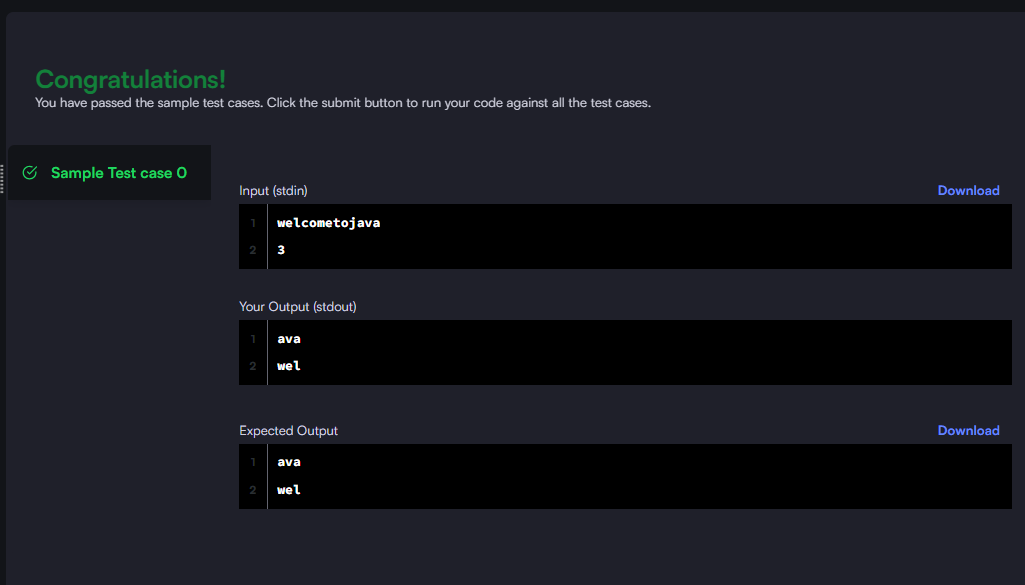 Congratulations!
You have passed the sample test cases. Click the submit button to run your code against all the test cases.
Sample Test case 0
Input (stdin)
Download
1 welcometojava
2 3
Your Output (stdout)
1 ava
2 wel
Expected Output
Download
1 ava
2 wel